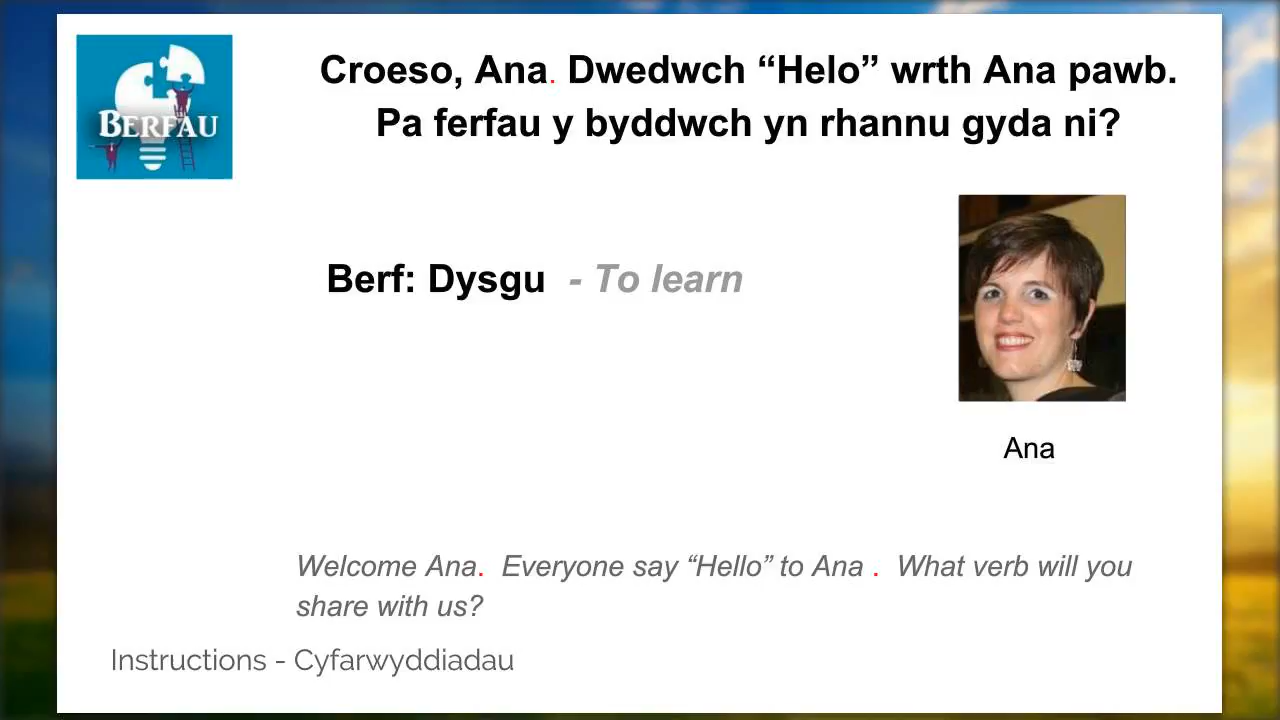 BERFAU
Croeso, Ana. Dwedwch “Helo” wrth Ana pawb.
Pa ferfau y byddwch yn rhannu gyda ni?
Berf: Dysgu - To learn
Ana
Welcome Ana. Everyone say “Hello” to Ana . What verb will you
share with us?
Instructions - Cyfarwyddiadau